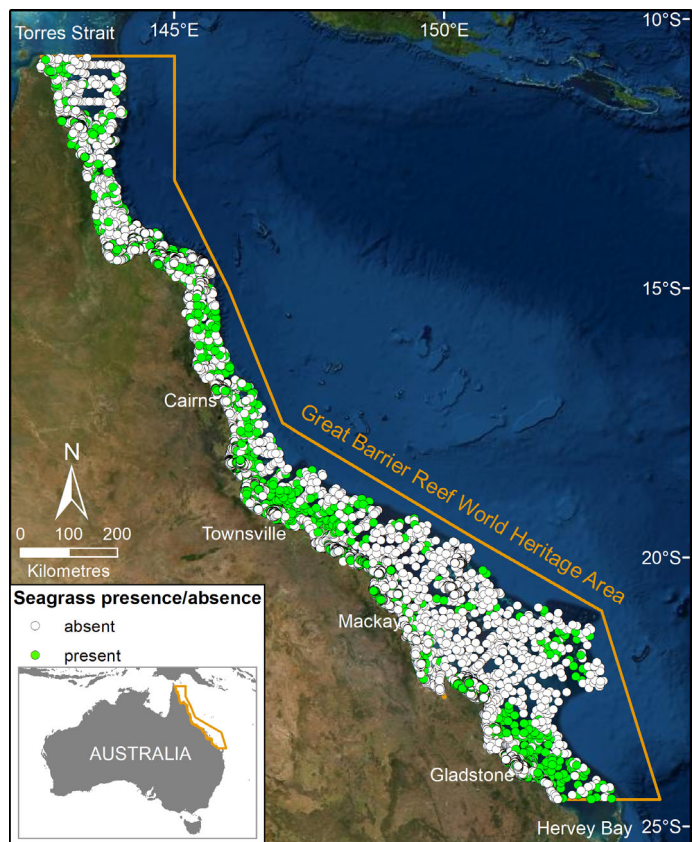 Torres Strait
145°E
150°E
10°S
15°S
Cairns
Great Barrier Reef World Heritage Area
N
0 100 200
Kilometres
Townsville
20°S
Mackay
Seagrass presence/absence
absent
present
AUSTRALIA
Gladstone
Hervey Bay
25°S